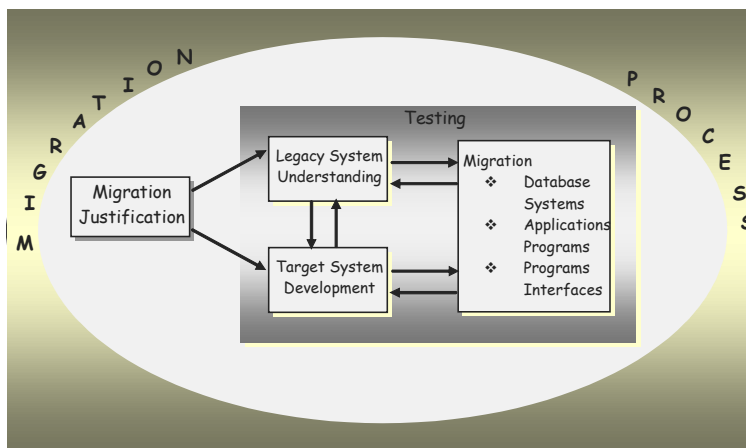 MIGRATION
PROCESS
Testing
Migration
Justification
Legacy System
Understanding
Target System
Development
Migration
❖ Database
Systems
❖ Applications
Programs
❖ Programs
Interfaces